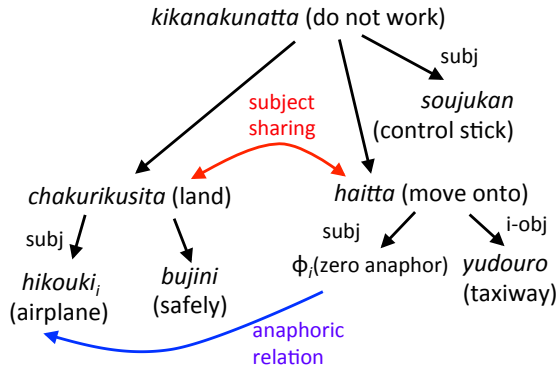 kikanakunatta (do not work)
subj
soujukan
(control stick)
subject
sharing
chakurikusita (land)
haitta (move onto)
subj
hikouki_i
(airplane)
bujini
(safely)
subj
ϕ_i(zero anaphor)
i-obj
yudouro
(taxiway)
anaphoric
relation